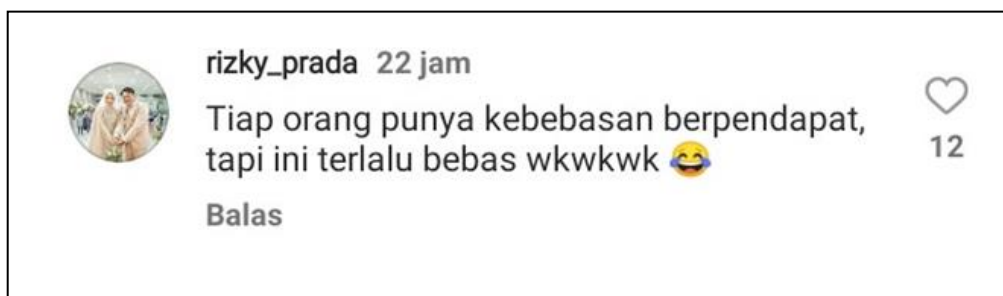 rizky_prada 22 jam
Tiap orang punya kebebasan berpendapat,
tapi ini terlalu bebas wkwkwk 😂
12
Balas